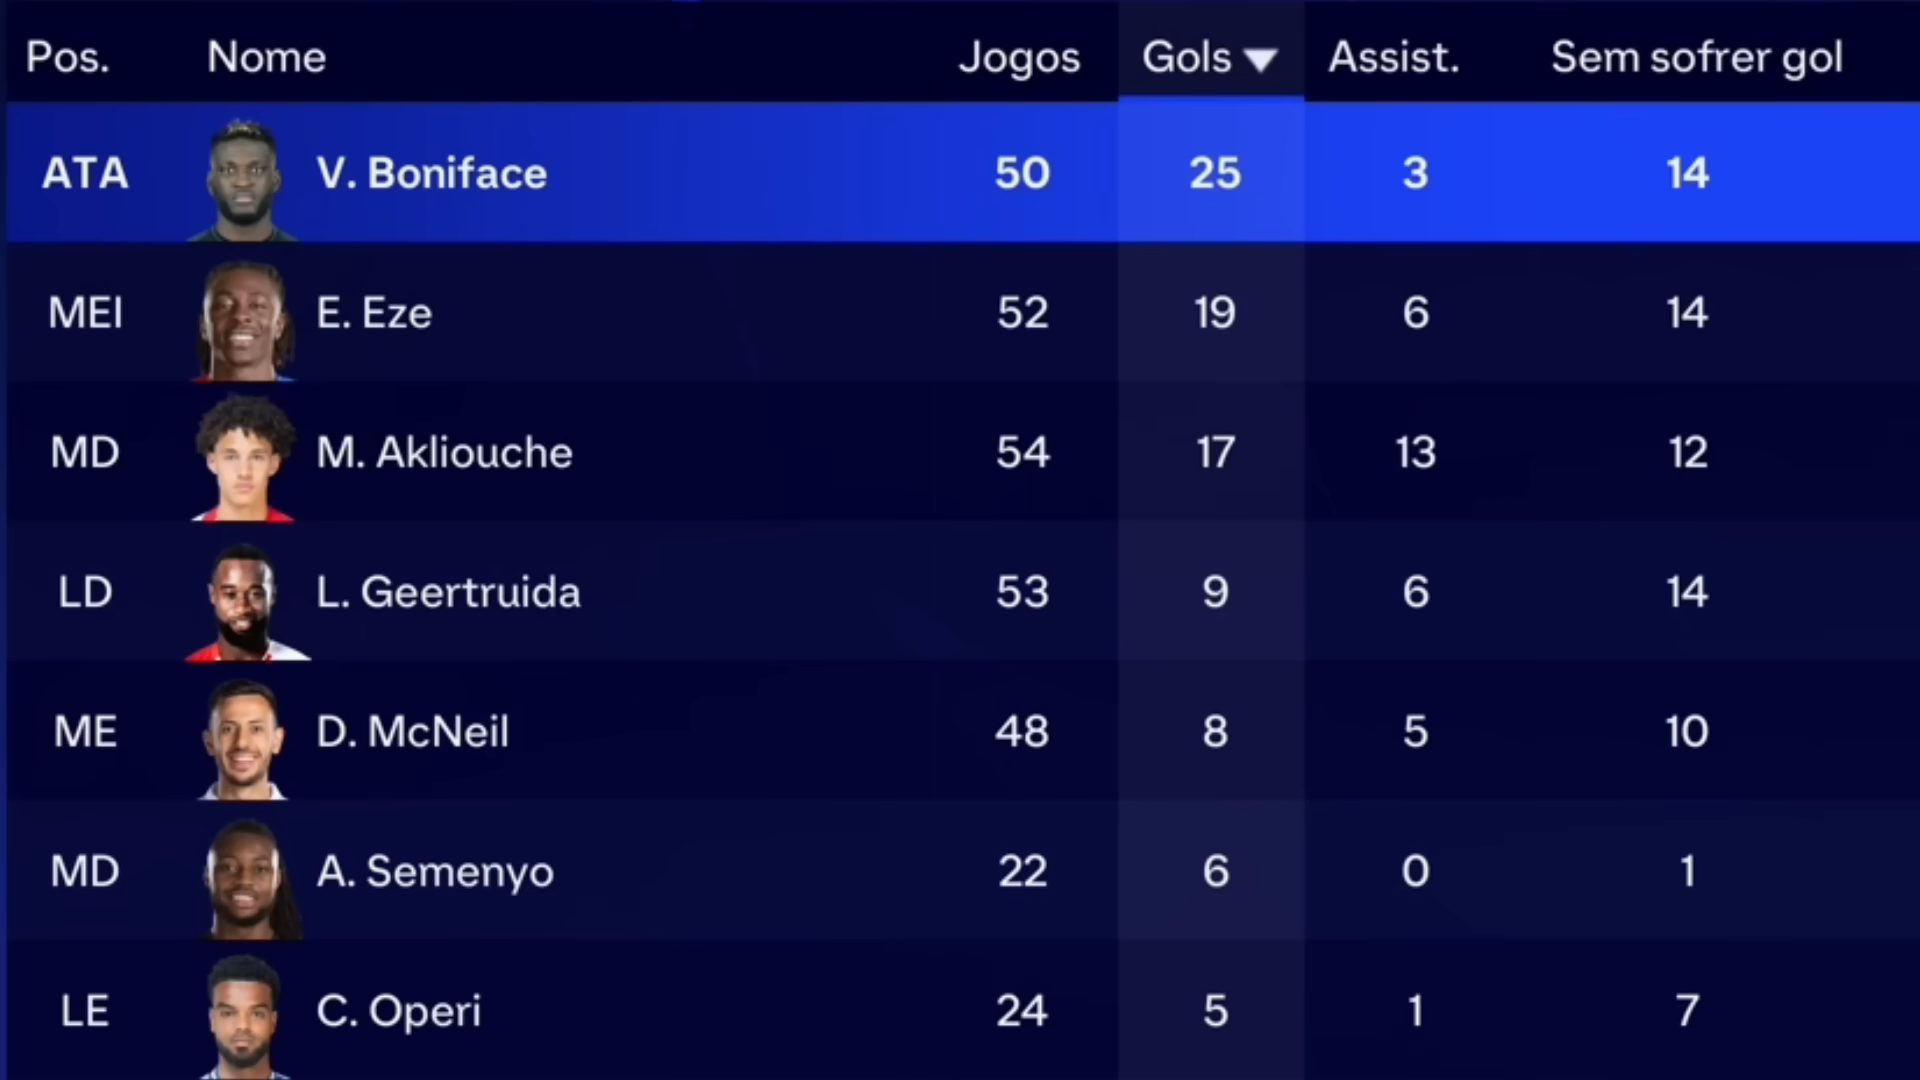 Pos. Nome Jogos Gols ▼ Assist. Sem sofrer gol
ATA V. Boniface 50 25 3 14
MEI E. Eze 52 19 6 14
MD M. Akliouche 54 17 13 12
LD L. Geertruida 53 9 6 14
ME D. McNeil 48 8 5 10
MD A. Semenyo 22 6 0 1
LE C. Operi 24 5 1 7